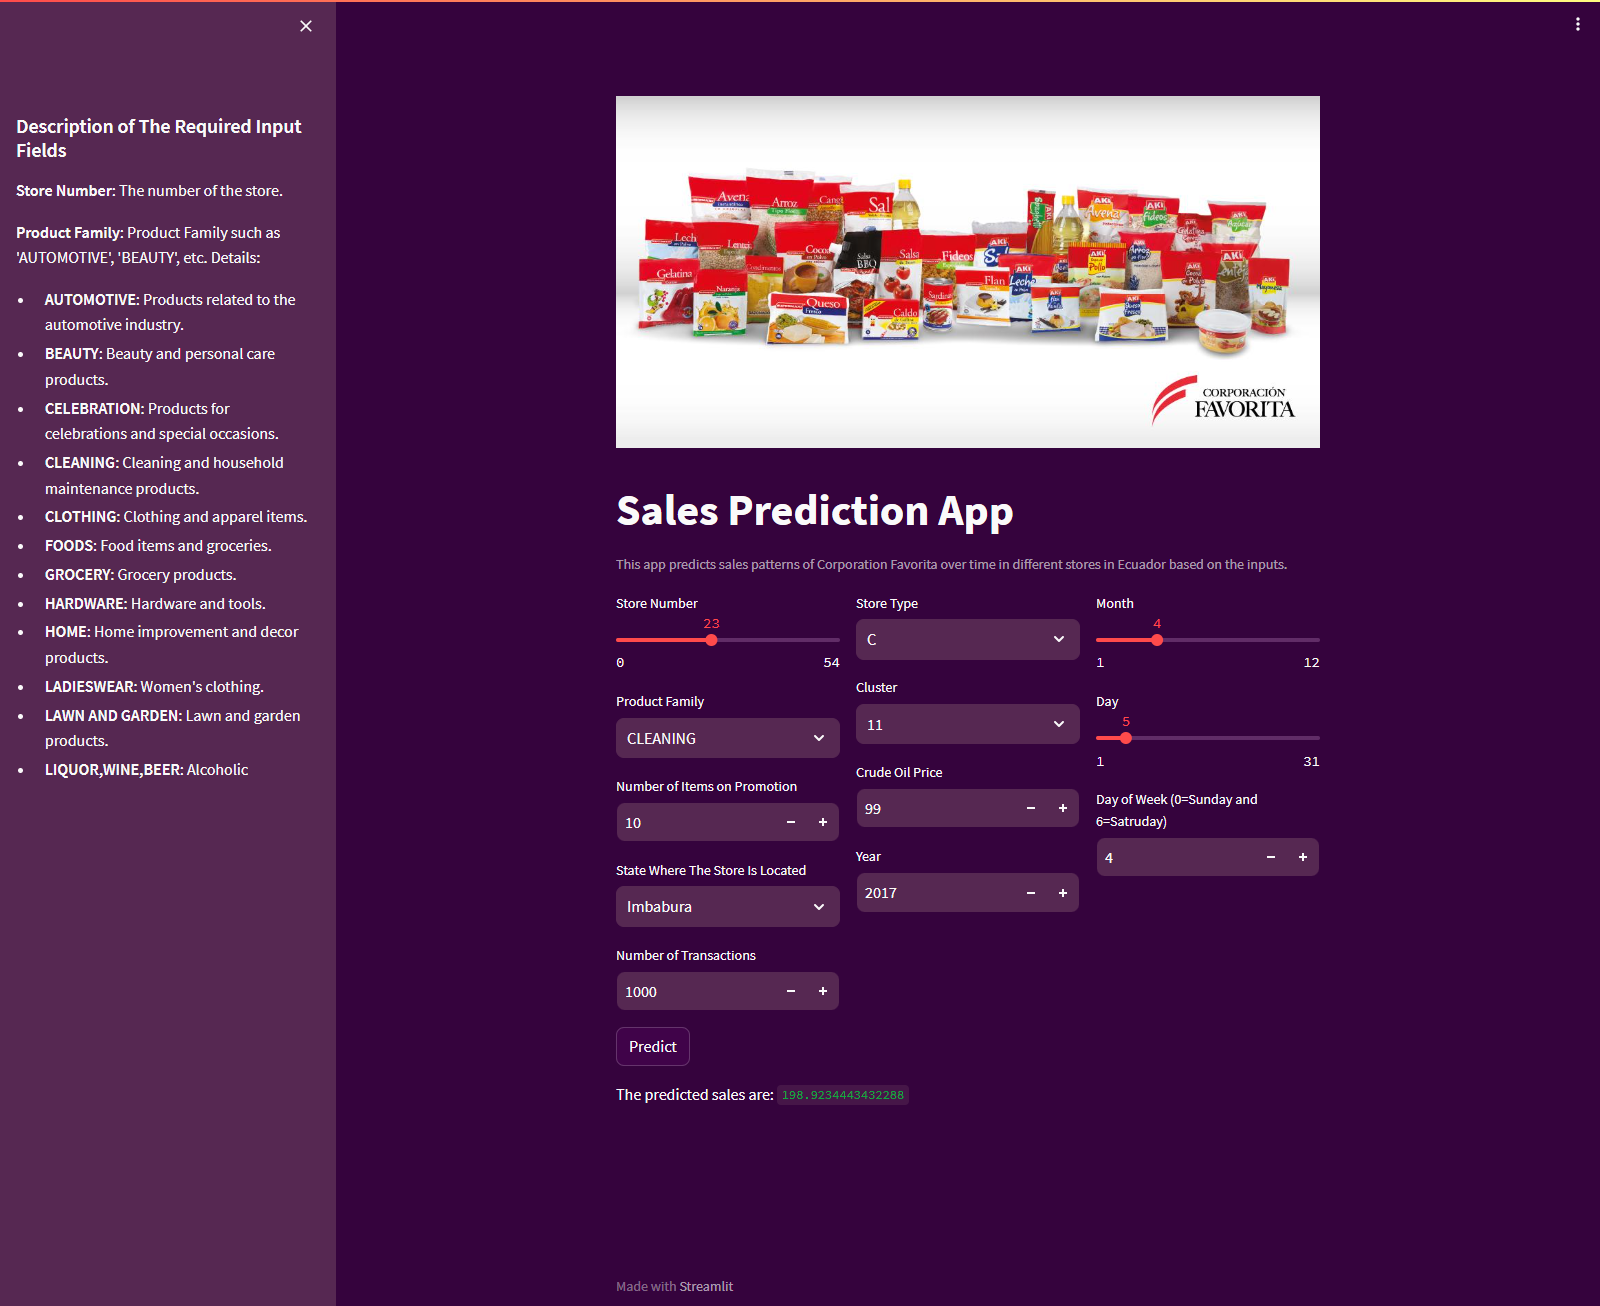 Description of The Required Input
Fields
Store Number: The number of the store.
Product Family: Product Family such as
'AUTOMOTIVE', 'BEAUTY', etc. Details:
• AUTOMOTIVE: Products related to the
automotive industry.
• BEAUTY: Beauty and personal care
products.
• CELEBRATION: Products for
celebrations and special occasions.
• CLEANING: Cleaning and household
maintenance products.
• CLOTHING: Clothing and apparel items.
• FOODS: Food items and groceries.
• GROCERY: Grocery products.
• HARDWARE: Hardware and tools.
• HOME: Home improvement and decor
products.
• LADIESWEAR: Women's clothing.
• LAWN AND GARDEN: Lawn and garden
products.
• LIQUOR,WINE,BEER: Alcoholic
Avena
Arroz
Sal
Lentej
Coco
Salsa
BBQ
Salsa
Fideos
Gelatina
Naranja
Queso
Fresco
Caldo
Sardina
Flan
Leche
AKI
Avena
AKI
Fideos
AKI
Arroz
AKI
Pollo
AKI
Queso
Fresco
AKI
Mayonesa
CORPORACIÓN
FAVORITA
Sales Prediction App
This app predicts sales patterns of Corporation Favorita over time in different stores in Ecuador based on the inputs.
Store Number
23
0 54
Product Family
CLEANING
Number of Items on Promotion
10
State Where The Store Is Located
Imbabura
Number of Transactions
1000
Store Type
C
Cluster
11
Crude Oil Price
99
Year
2017
Month
4
1 12
Day
5
1 31
Day of Week (0=Sunday and
6=Satruday)
4
Predict
The predicted sales are: 198.9234443432288
Made with Streamlit